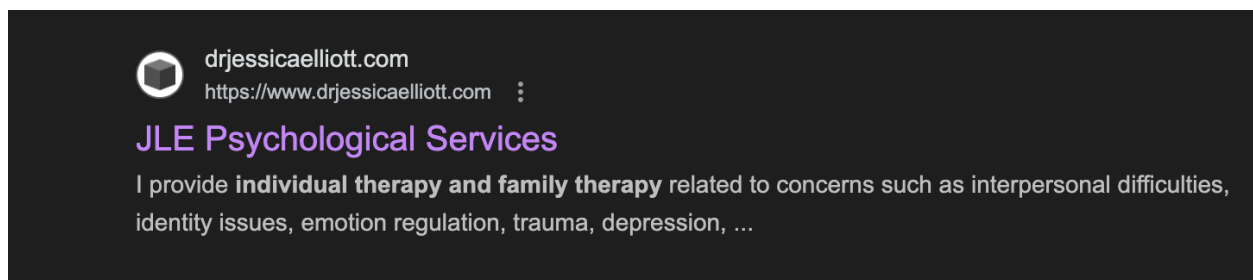 drjessicaelliott.com
https://www.drjessicaelliott.com
JLE Psychological Services
I provide individual therapy and family therapy related to concerns such as interpersonal difficulties,
identity issues, emotion regulation, trauma, depression, ...